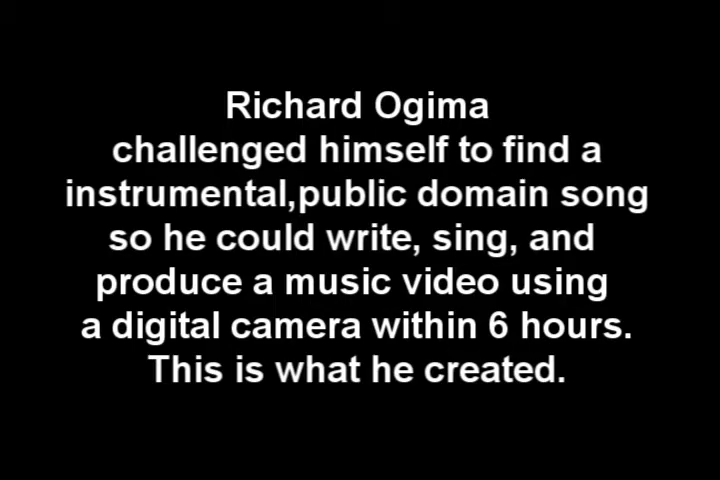 Richard Ogima
challenged himself to find a
instrumental,public domain song
so he could write, sing, and
produce a music video using
a digital camera within 6 hours.
This is what he created.